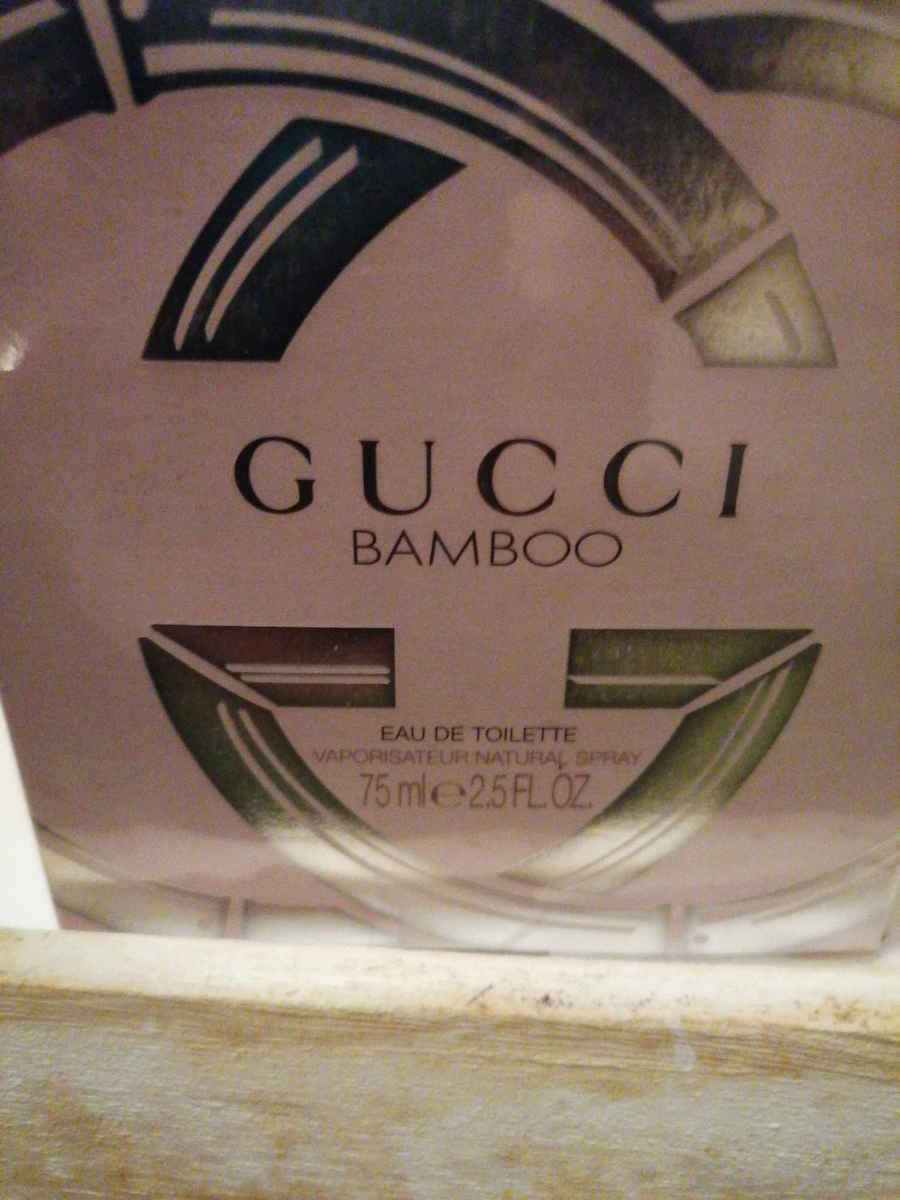 GUCCI
BAMBOO
EAU DE TOILETTE
VAPORISATEUR NATURAL SPRAY
75 ml ℮ 2.5 FL. OZ.